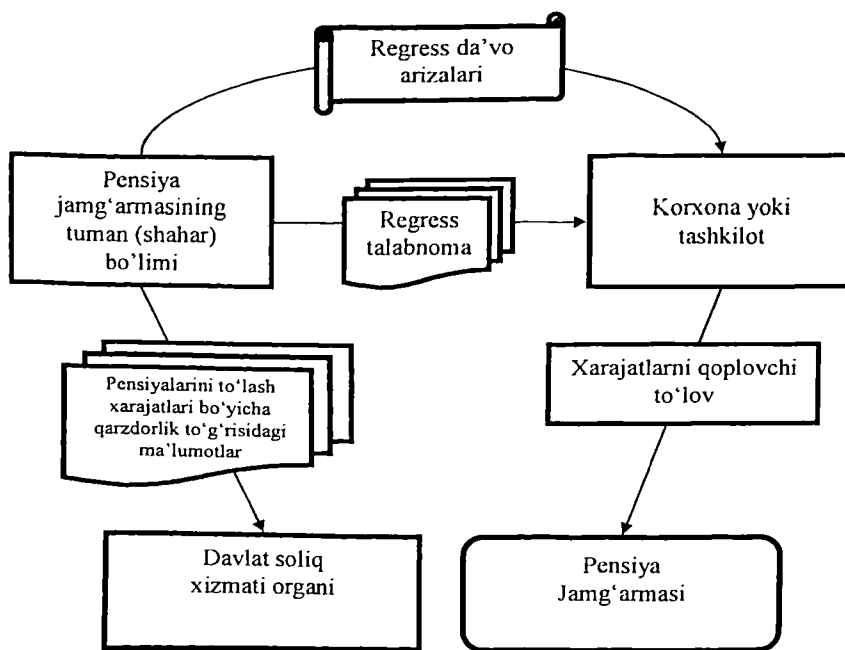 Regress da’vo
arizalari
Pensiya
jamg‘armasining
tuman (shahar)
bo’limi
Regress
talabnoma
Korxona yoki
tashkilot
Pensiyalarini to‘lash
xarajatlari bo‘yicha
qarzdorlik to‘g‘risidagi
ma’lumotlar
Xarajatlarni qoplovchi
to‘lov
Davlat soliq
xizmati organi
Pensiya
Jamg‘armasi